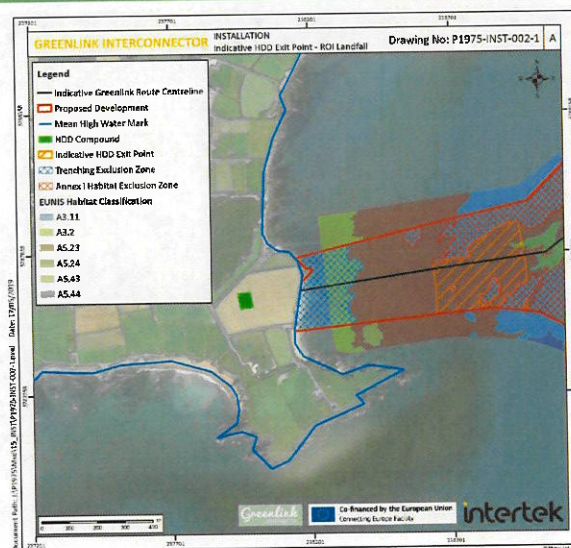 GREENLINK INTERCONNECTOR
INSTALLATION
Indicative HDD Exit Point - ROI Landfall
Drawing No: P1975-INST-002-1
A
Legend
Indicative Greenlink Route Centreline
Proposed Development
Mean High Water Mark
HDD Compound
Indicative HDD Exit Point
Trenching Exclusion Zone
Annex I Habitat Exclusion Zone
EUNIS Habitat Classification
A3.11
A3.2
A5.23
A5.24
A5.43
A5.44
Greenlink
Co-financed by the European Union
Connecting Europe Facility
intertek
237201
237701